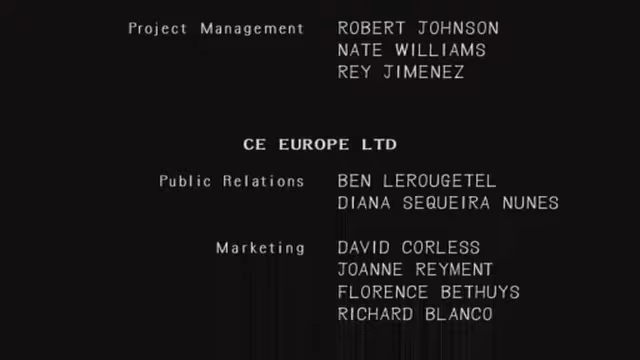 Project Management ROBERT JOHNSON
NATE WILLIAMS
REY JIMENEZ
CE EUROPE LTD
Public Relations BEN LEROUGETEL
DIANA SEQUEIRA NUNES
Marketing DAVID CORLESS
JOANNE REYMENT
FLORENCE BETHUYS
RICHARD BLANCO